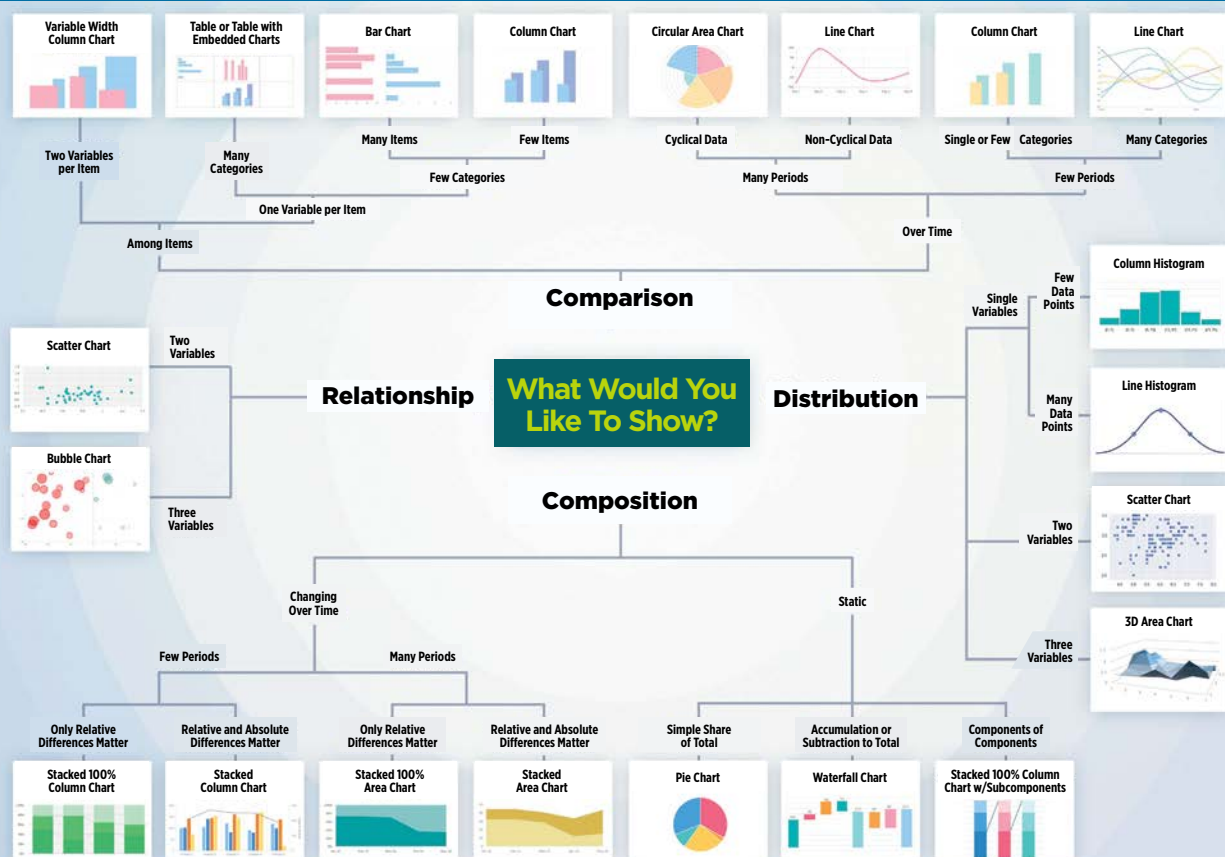 Variable Width
Column Chart
Table or Table with
Embedded Charts
Bar Chart
Column Chart
Circular Area Chart
Line Chart
Column Chart
Line Chart
Two Variables
per Item
Many
Categories
Many Items
Few Items
Cyclical Data
Non-Cyclical Data
Single or Few Categories
Many Categories
Few Categories
Many Periods
Few Periods
One Variable per Item
Among Items
Over Time
Comparison
Single
Variables
Few
Data
Points
Column Histogram
Scatter Chart
Two
Variables
Relationship
What Would You
Like To Show?
Distribution
Many
Data
Points
Line Histogram
Bubble Chart
Three
Variables
Composition
Two
Variables
Scatter Chart
Changing
Over Time
Static
Three
Variables
3D Area Chart
Few Periods
Many Periods
Only Relative
Differences Matter
Relative and Absolute
Differences Matter
Only Relative
Differences Matter
Relative and Absolute
Differences Matter
Simple Share
of Total
Accumulation or
Subtraction to Total
Components of
Components
Stacked 100%
Column Chart
Stacked
Column Chart
Stacked 100%
Area Chart
Stacked
Area Chart
Pie Chart
Waterfall Chart
Stacked 100% Column
Chart w/Subcomponents